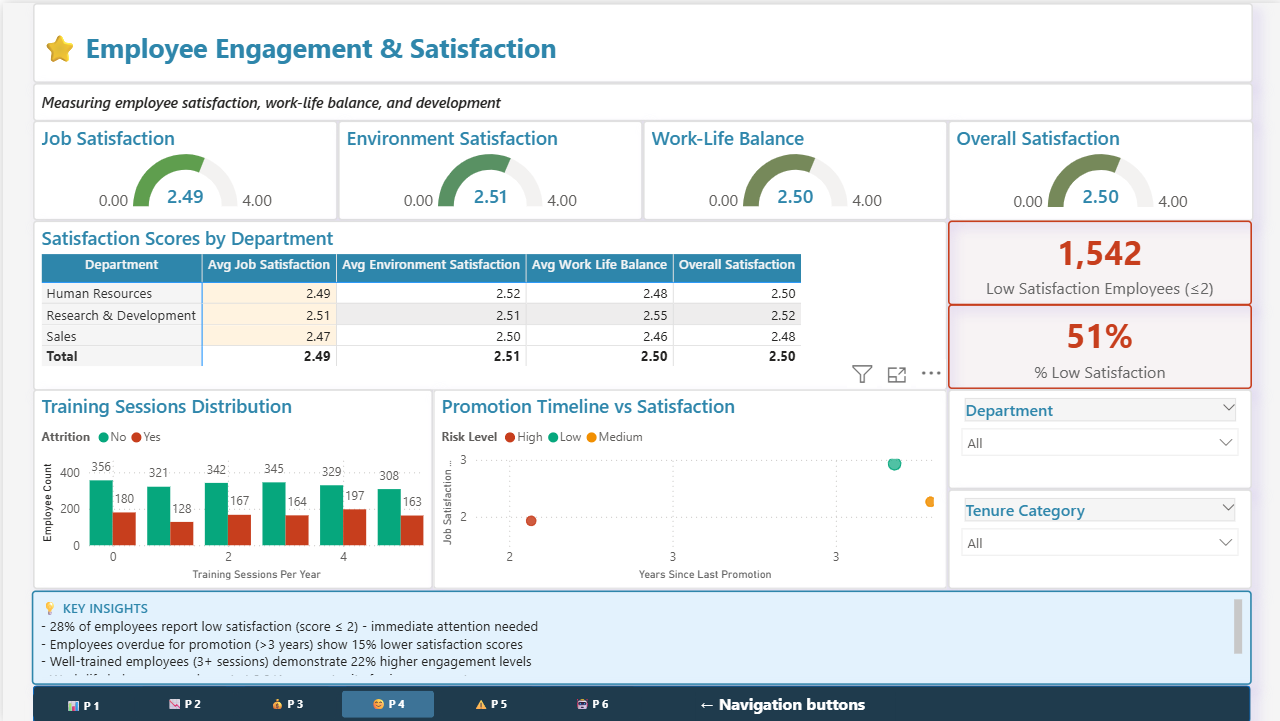 Employee Engagement & Satisfaction
Measuring employee satisfaction, work-life balance, and development
Job Satisfaction
0.00 2.49 4.00
Environment Satisfaction
0.00 2.51 4.00
Work-Life Balance
0.00 2.50 4.00
Overall Satisfaction
0.00 2.50 4.00
Satisfaction Scores by Department
Department Avg Job Satisfaction Avg Environment Satisfaction Avg Work Life Balance Overall Satisfaction
Human Resources 2.49 2.52 2.48 2.50
Research & Development 2.51 2.51 2.55 2.52
Sales 2.47 2.50 2.46 2.48
Total 2.49 2.51 2.50 2.50
1,542
Low Satisfaction Employees (≤2)
51%
% Low Satisfaction
Training Sessions Distribution
Attrition No Yes
Employee Count
400
200
0
356 180 321 128 342 167 345 164 329 197 308 163
0 2 4
Training Sessions Per Year
Promotion Timeline vs Satisfaction
Risk Level High Low Medium
Job Satisfaction ...
3
2
2 3 3
Years Since Last Promotion
Department
All
Tenure Category
All
KEY INSIGHTS
- 28% of employees report low satisfaction (score ≤ 2) - immediate attention needed
- Employees overdue for promotion (>3 years) show 15% lower satisfaction scores
- Well-trained employees (3+ sessions) demonstrate 22% higher engagement levels
P 1 P 2 P 3 P 4 P 5 P 6 ← Navigation buttons